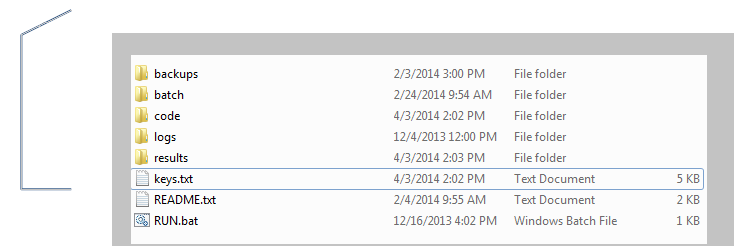 backups 2/3/2014 3:00 PM File folder
batch 2/24/2014 9:54 AM File folder
code 4/3/2014 2:02 PM File folder
logs 12/4/2013 12:00 PM File folder
results 4/3/2014 2:03 PM File folder
keys.txt 4/3/2014 2:02 PM Text Document 5 KB
README.txt 2/4/2014 9:55 AM Text Document 2 KB
RUN.bat 12/16/2013 4:02 PM Windows Batch File 1 KB